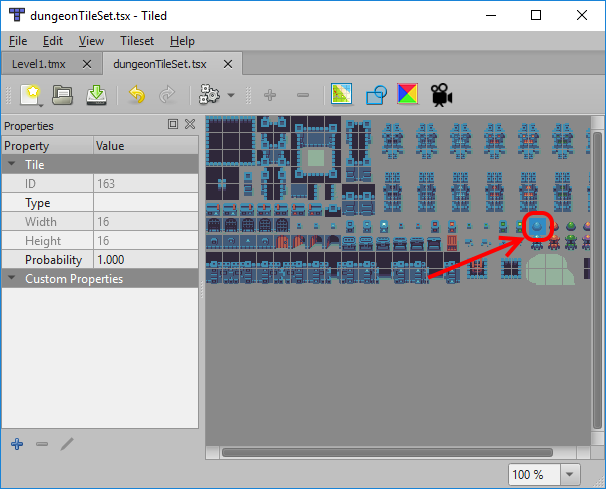 dungeonTileSet.tsx - Tiled
File Edit View Tileset Help
Level1.tmx dungeonTileSet.tsx
Properties
Property Value
Tile
ID 163
Type
Width 16
Height 16
Probability 1.000
Custom Properties
100 %